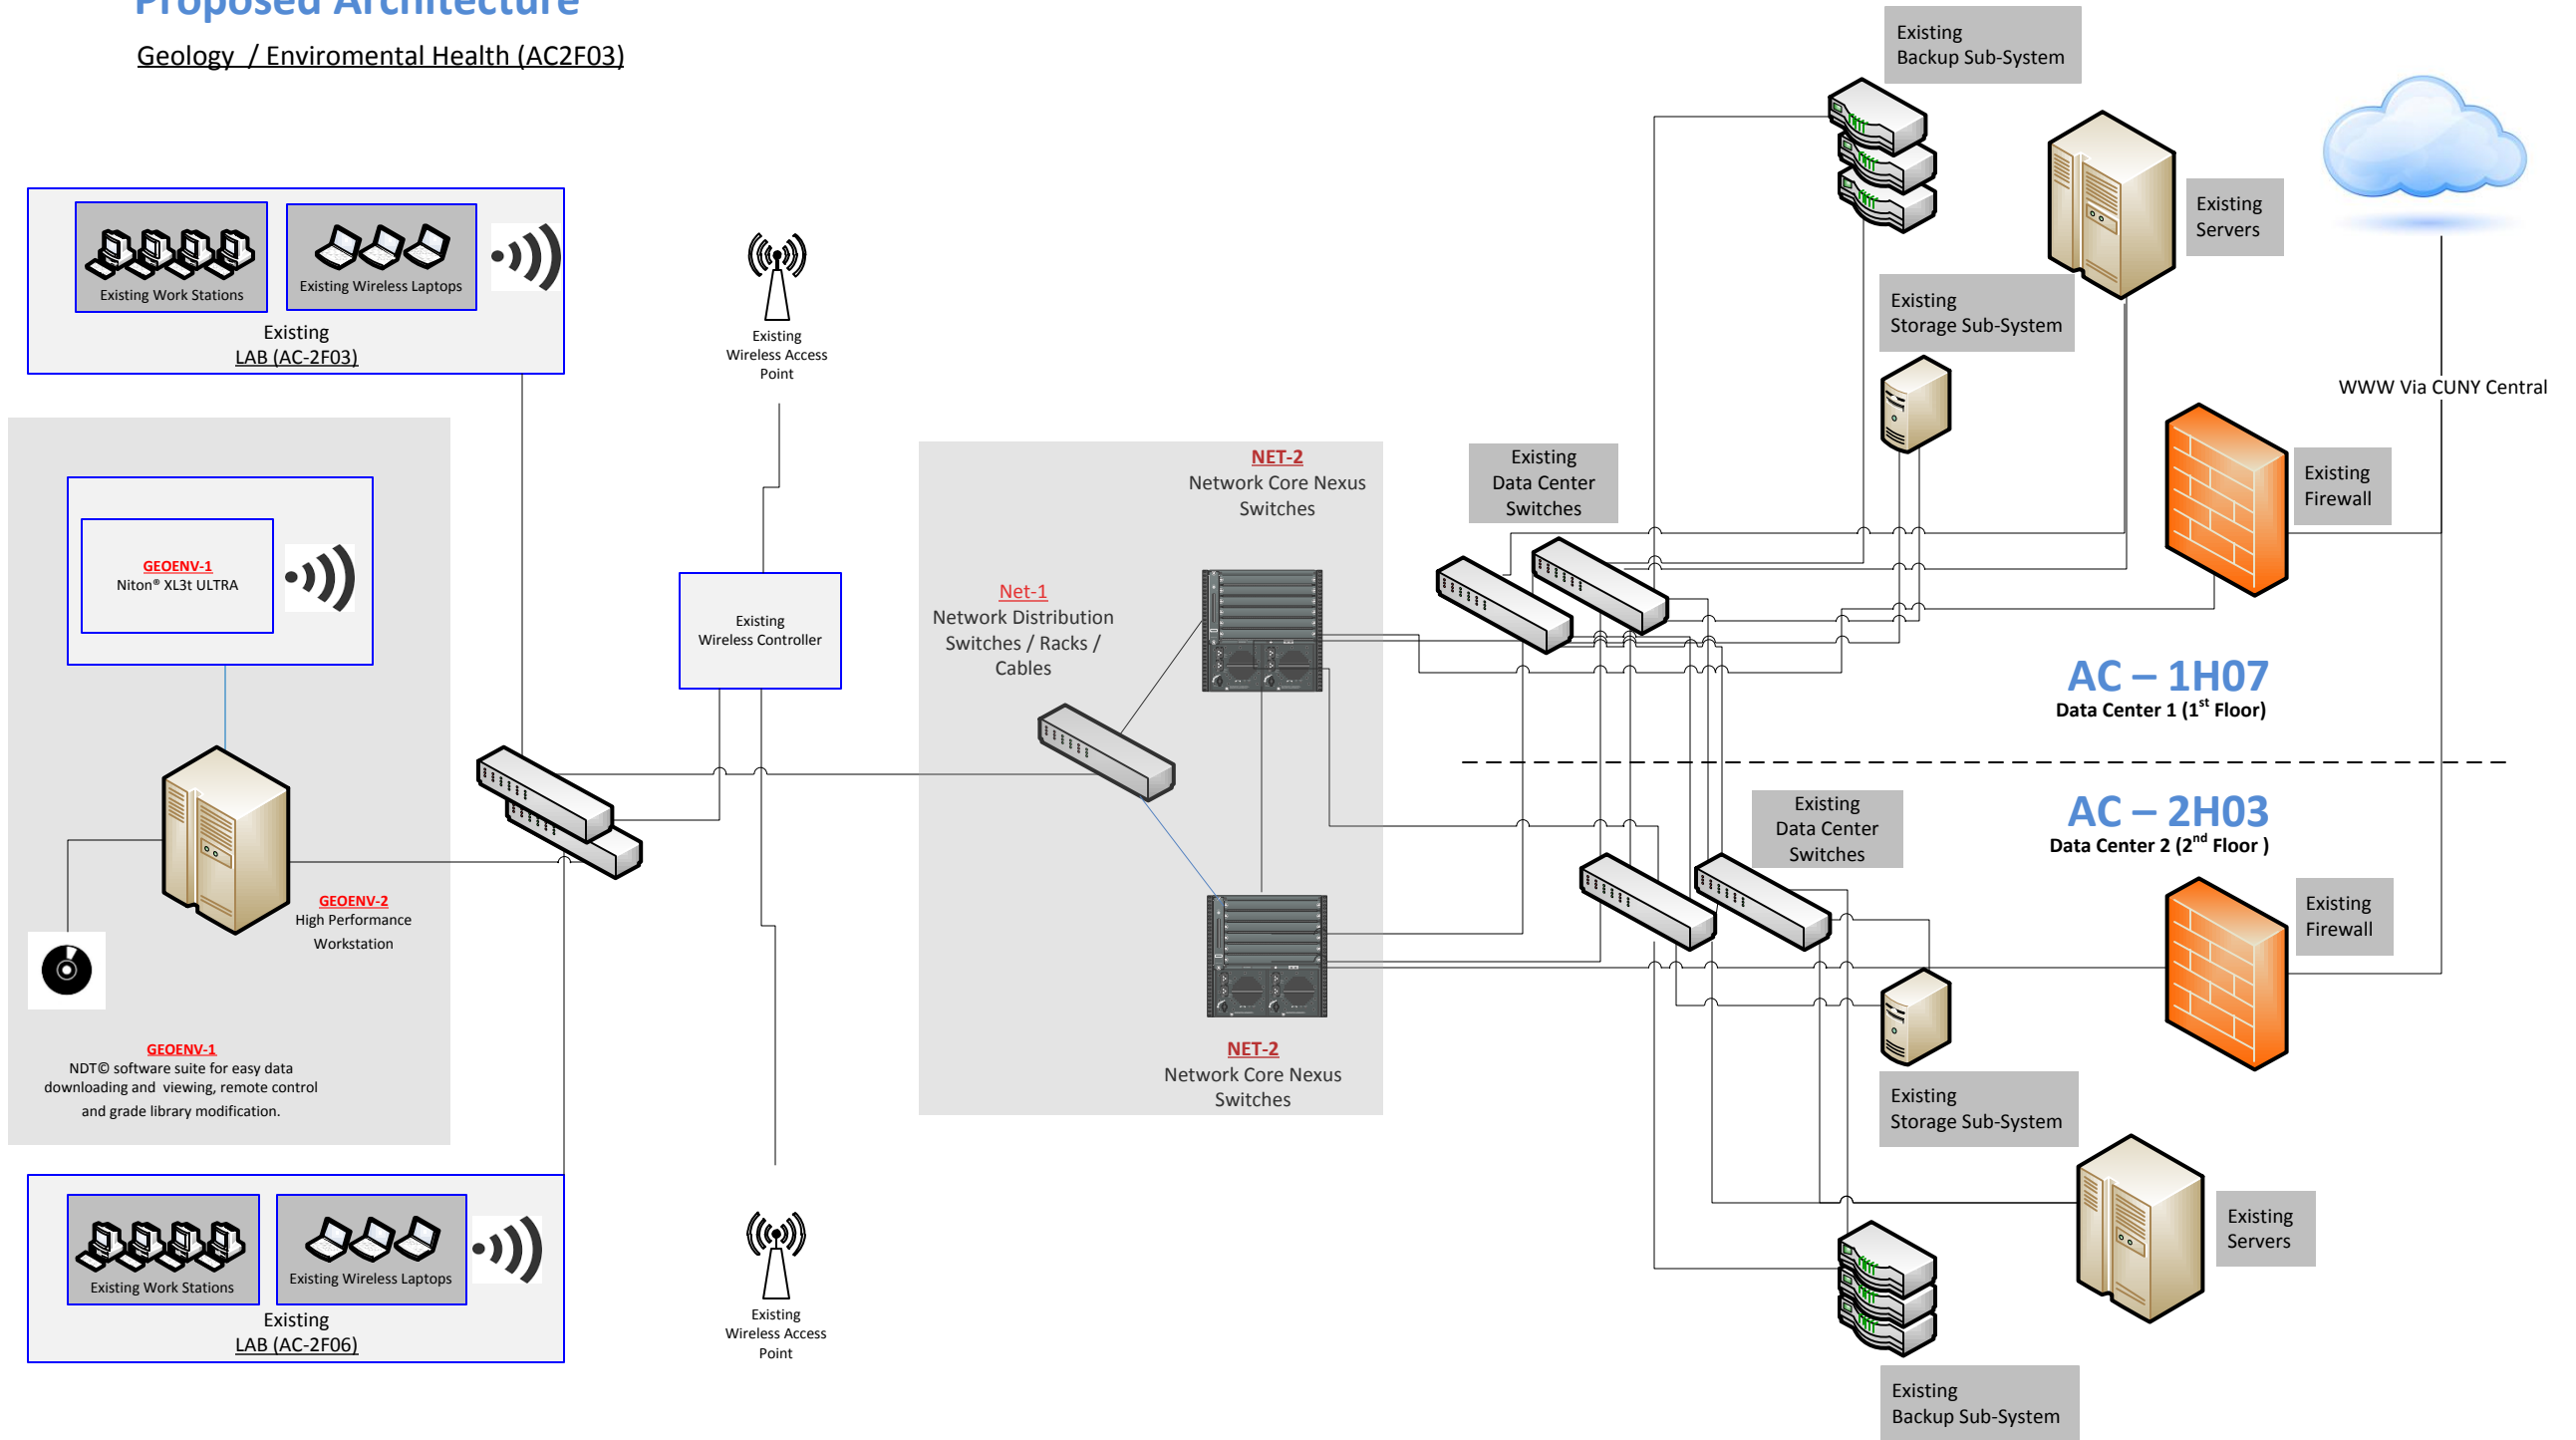 Proposed Architecture
Geology  / Enviromental Health (AC2F03)
Existing
Backup Sub-System
Existing
Servers
Existing Work Stations
Existing Wireless Laptops
Existing
LAB (AC-2F03)
Existing
Wireless Access
Point
Existing
Storage Sub-System
WWW Via CUNY Central
Existing
Firewall
Existing
Data Center
Switches
NET-2
Network Core Nexus
Switches
GEOENV-1
Niton® XL3t ULTRA
Net-1
Network Distribution
Switches / Racks /
Cables
Existing
Wireless Controller
AC – 1H07
Data Center 1 (1st Floor)
AC – 2H03
Data Center 2 (2nd Floor )
Existing
Data Center
Switches
GEOENV-2
High Performance
Workstation
Existing
Firewall
GEOENV-1
NDT© software suite for easy data
downloading and  viewing, remote control
and grade library modification.
NET-2
Network Core Nexus
Switches
Existing
Storage Sub-System
Existing Work Stations
Existing Wireless Laptops
Existing
LAB (AC-2F06)
Existing
Wireless Access
Point
Existing
Servers
Existing
Backup Sub-System